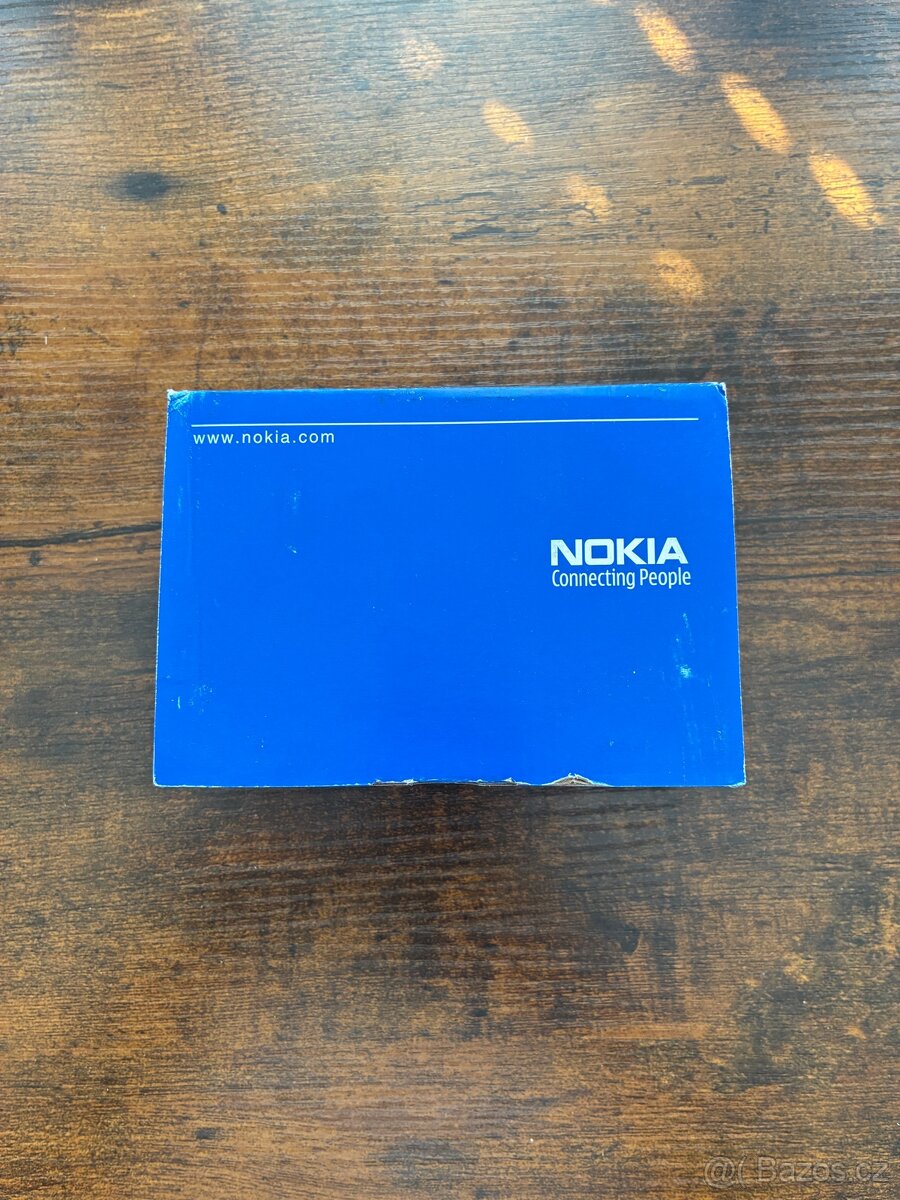 www.nokia.com
NOKIA
Connecting People
@( Bazos.cz